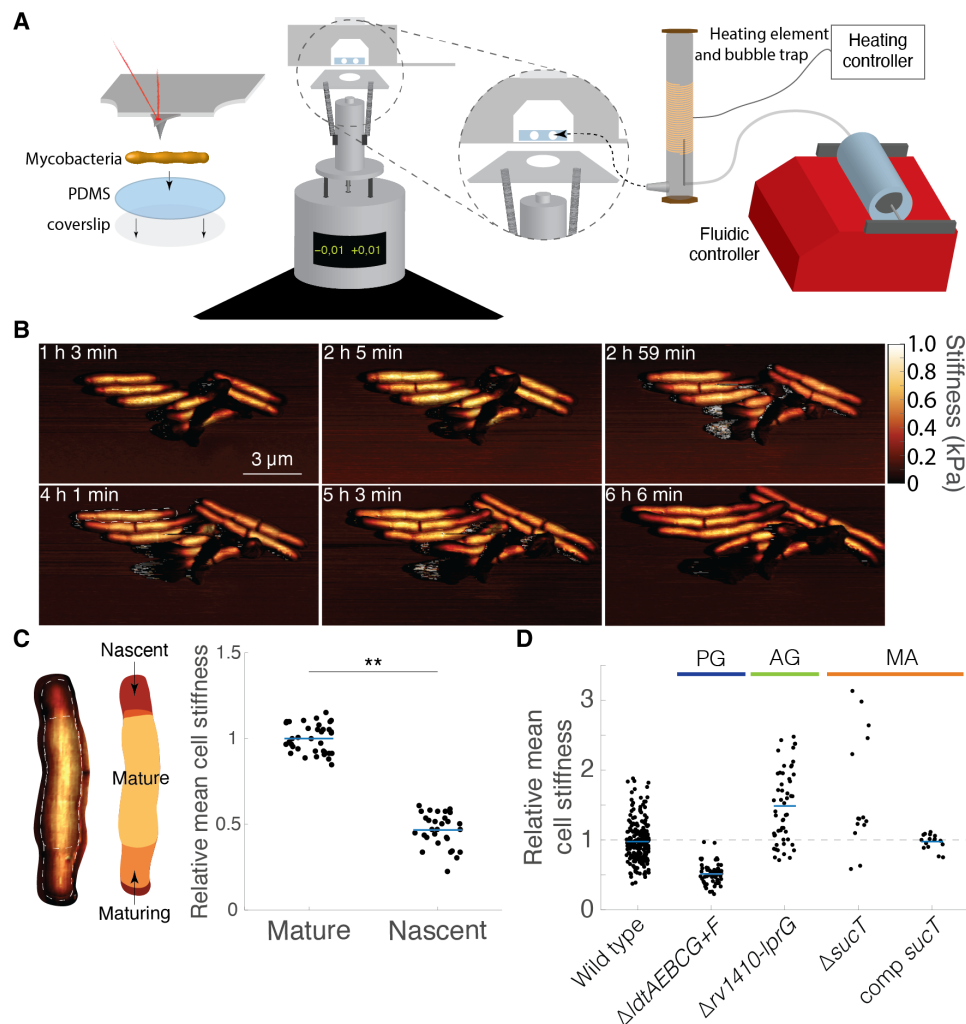 A
Mycobacteria
PDMS
coverslip
−0,01 +0,01
Heating element
and bubble trap
Heating
controller
Fluidic
controller
B
1 h 3 min
2 h 5 min
2 h 59 min
3 µm
4 h 1 min
5 h 3 min
6 h 6 min
1.0
0.8
0.6
0.4
0.2
0
Stiffness (kPa)
C
Nascent
Mature
Maturing
Relative mean cell stiffness
1.5
1
0.5
0
**
Mature
Nascent
D
PG
AG
MA
Relative mean
cell stiffness
3
2
1
0
Wild type
ΔldtAEBCG+F
Δrv1410-lprG
ΔsucT
comp sucT